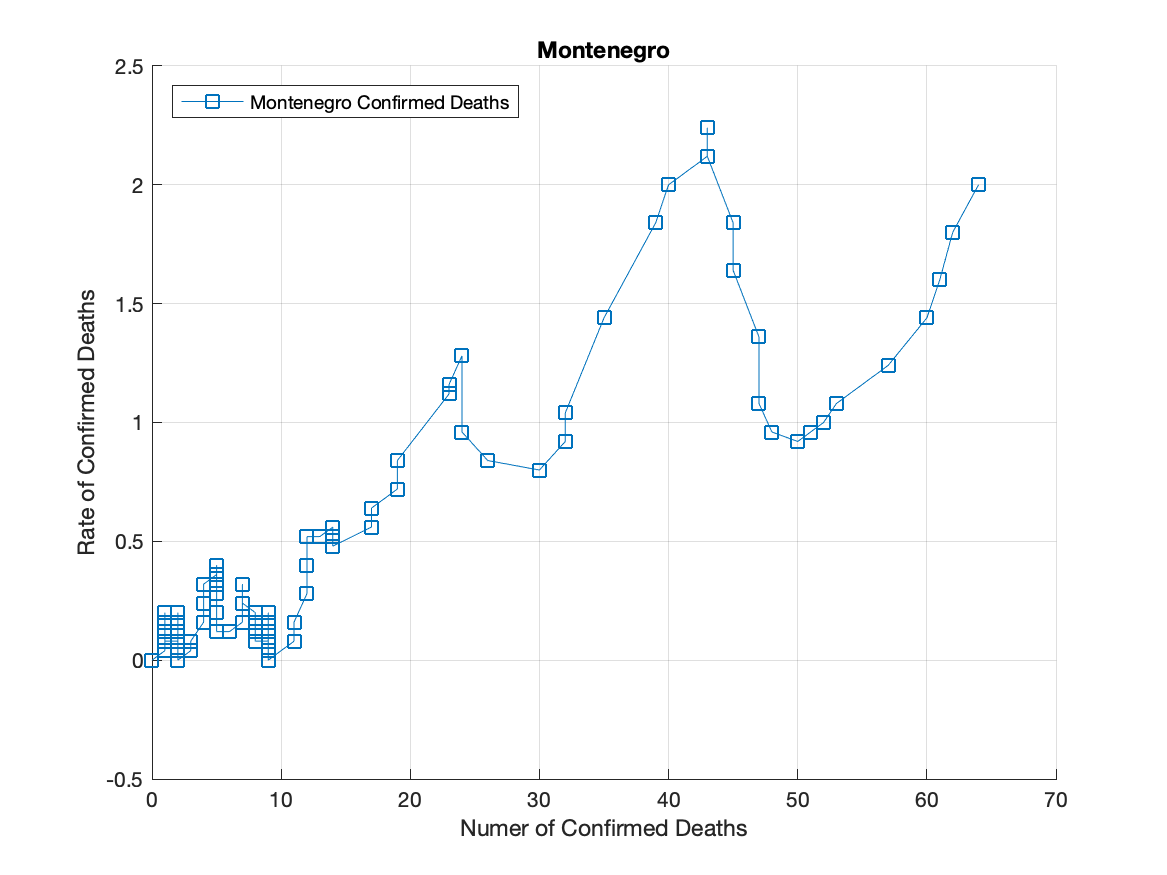 Montenegro
Montenegro Confirmed Deaths
2.5
2
1.5
1
0.5
0
-0.5
Rate of Confirmed Deaths
0 10 20 30 40 50 60 70
Numer of Confirmed Deaths